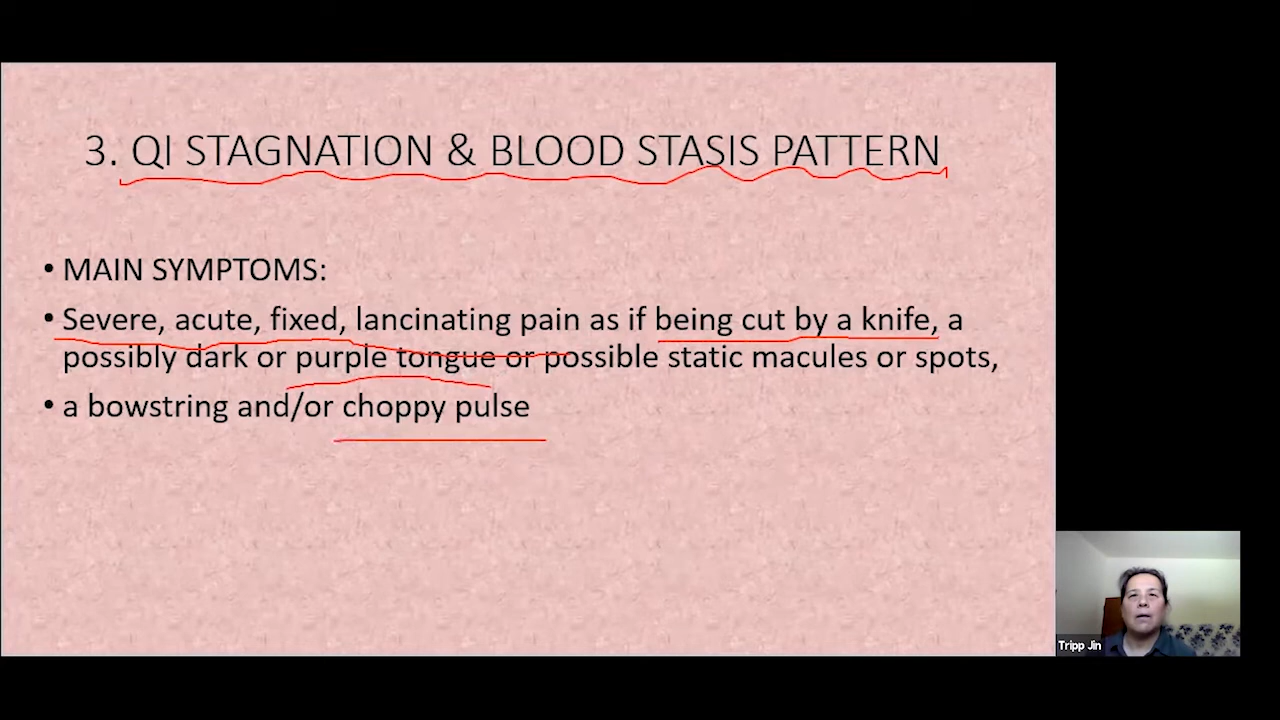 3. QI STAGNATION & BLOOD STASIS PATTERN
• MAIN SYMPTOMS:
• Severe, acute, fixed, lancinating pain as if being cut by a knife, a
possibly dark or purple tongue or possible static macules or spots,
• a bowstring and/or choppy pulse
Tripp Jin